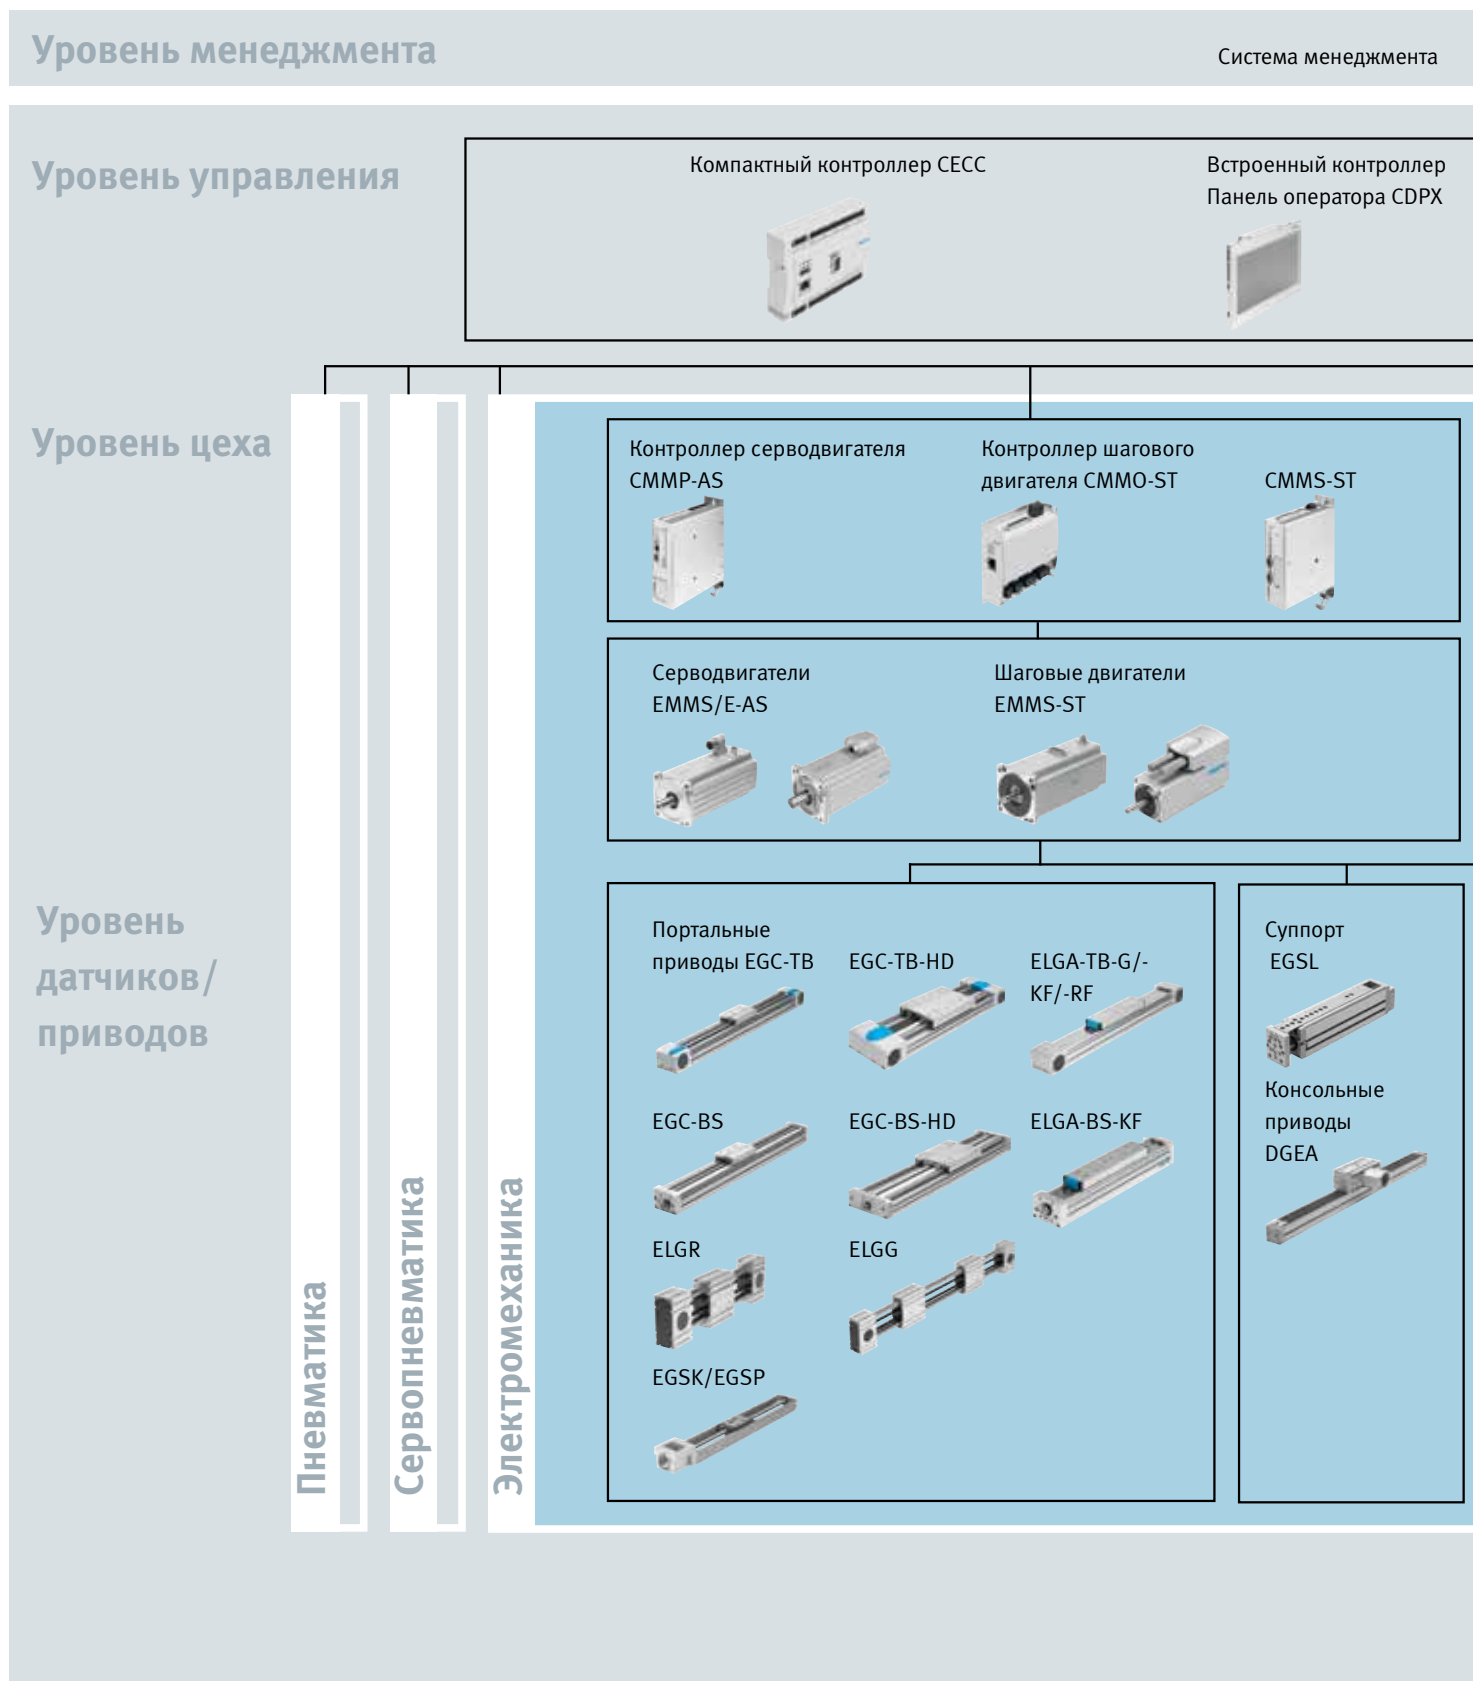 Уровень менеджмента
Система менеджмента
Уровень управления
Компактный контроллер CECC
Встроенный контроллер
Панель оператора CDPX
Уровень цеха
Контроллер серводвигателя
CMMP-AS
Контроллер шагового
двигателя CMMO-ST
CMMS-ST
Серводвигатели
EMMS/E-AS
Шаговые двигатели
EMMS-ST
Уровень
датчиков/
приводов
Портальные
приводы EGC-TB
EGC-TB-HD
ELGA-TB-G/-
KF/-RF
EGC-BS
EGC-BS-HD
ELGA-BS-KF
ELGR
ELGG
EGSK/EGSP
Суппорт
EGSL
Консольные
приводы
DGEA
Пневматика
Сервопневматика
Электромеханика